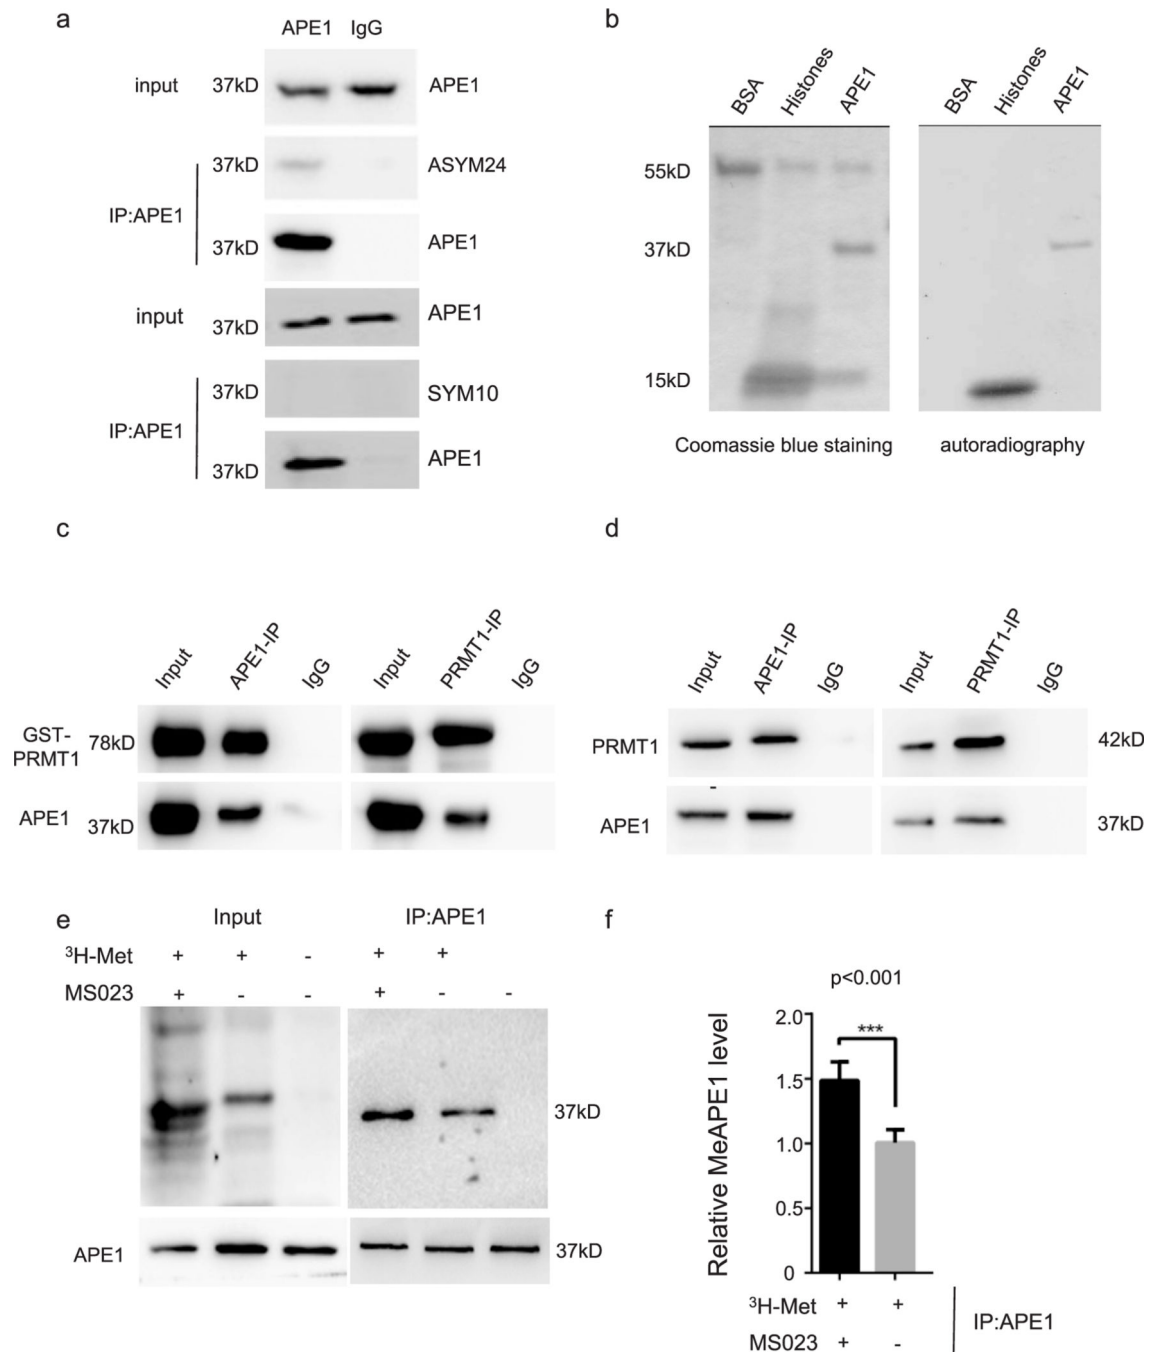 a
APE1 IgG
input 37kD APE1
37kD ASYM24
IP:APE1
37kD APE1
input 37kD APE1
37kD SYM10
IP:APE1
37kD APE1
b
BSA Histones APE1 BSA Histones APE1
55kD
37kD
15kD
Coomassie blue staining autoradiography
c
Input APE1-IP IgG Input PRMT1-IP IgG
GST-
PRMT1 78kD
APE1 37kD
d
Input APE1-IP IgG Input PRMT1-IP IgG
PRMT1 42kD
APE1 37kD
e
Input IP:APE1
³H-Met + + - + +
MS023 + - - + - -
37kD
APE1 37kD
f
p<0.001
***
Relative MeAPE1 level
2.0
1.5
1.0
0.5
0
³H-Met + +
MS023 + -
IP:APE1